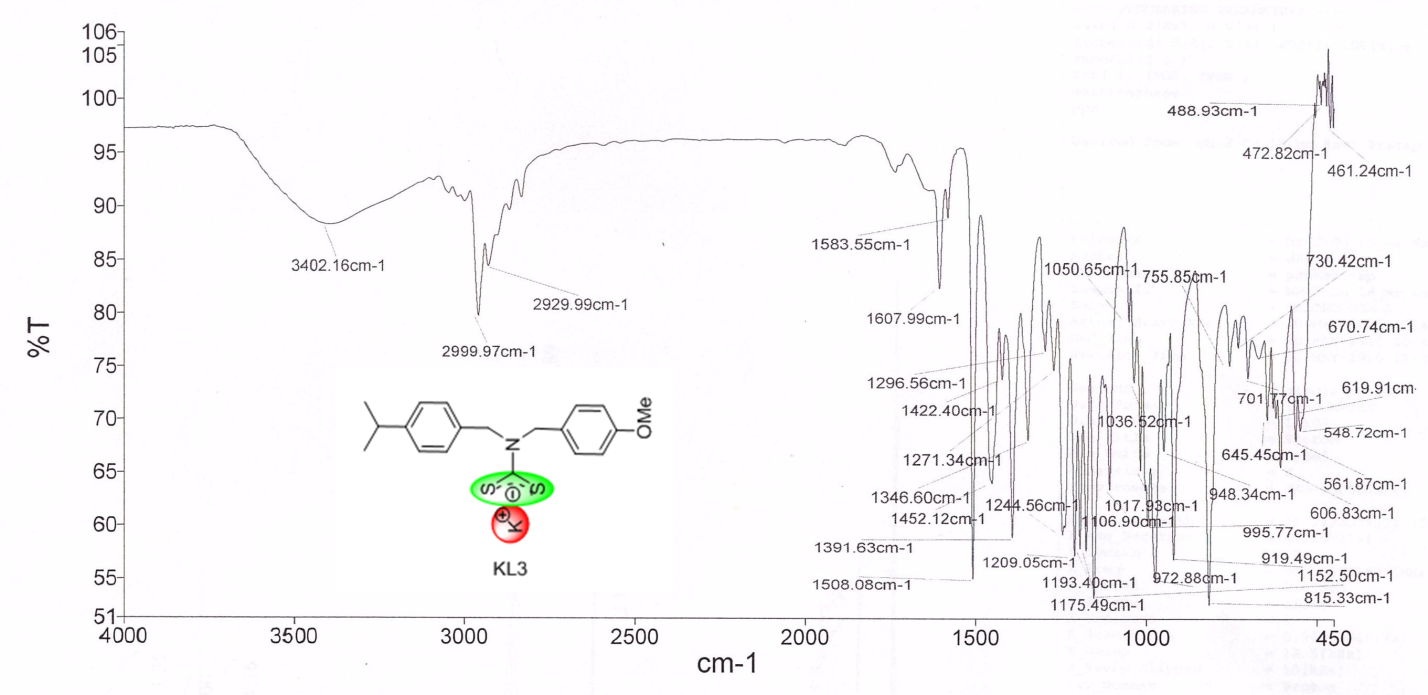 106
105
100
95
90
85
80
75
70
65
60
55
51
%T
4000
3500
3000
2500
2000
1500
1000
450
cm-1
3402.16cm-1
2999.97cm-1
2929.99cm-1
1583.55cm-1
1607.99cm-1
1296.56cm-1
1422.40cm-1
1271.34cm-1
1346.60cm-1
1452.12cm-1
1391.63cm-1
1508.08cm-1
1050.65cm-1
755.85cm-1
730.42cm-1
670.74cm-1
619.91cm-
1036.52cm-1
701.77cm-1
548.72cm-1
645.45cm-1
561.87cm-1
1244.56cm-1
1017.93cm-1
948.34cm-1
606.83cm-1
1106.90cm-1
995.77cm-1
1209.05cm-1
919.49cm-1
1193.40cm-1
972.88cm-1
1152.50cm-1
1175.49cm-1
815.33cm-1
488.93cm-1
472.82cm-1
461.24cm-1
OMe
N
S
S
K
KL3